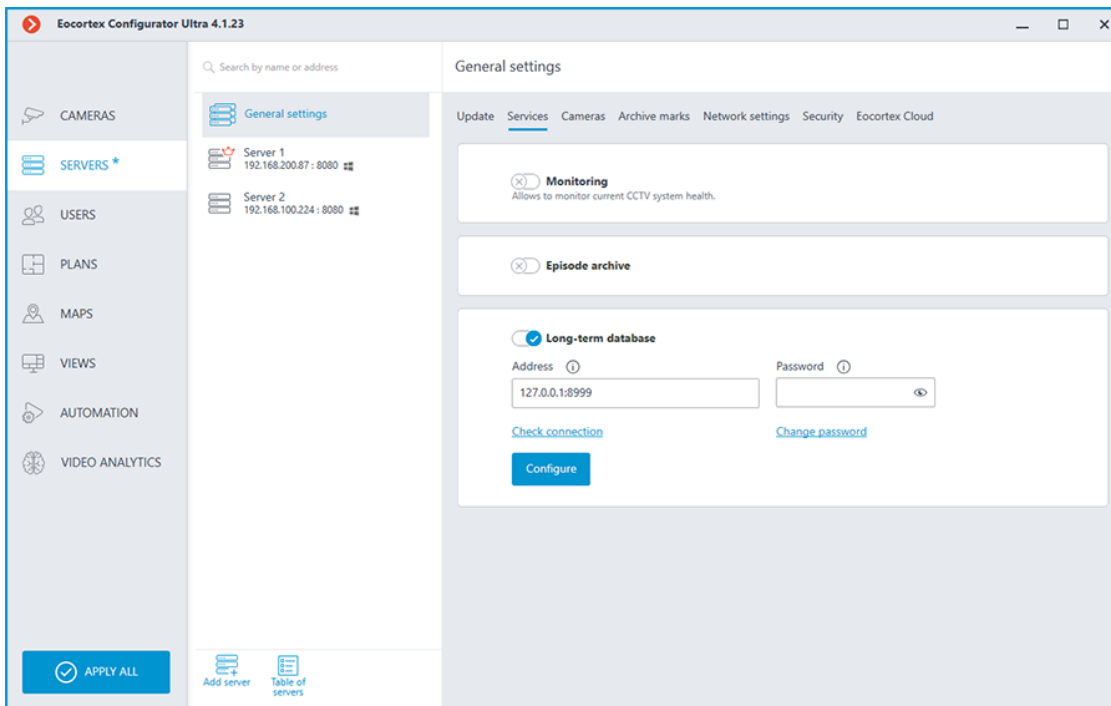 Eocortex Configurator Ultra 4.1.23
Search by name or address
General settings
CAMERAS
SERVERS *
USERS
PLANS
MAPS
VIEWS
AUTOMATION
VIDEO ANALYTICS
APPLY ALL
General settings
Server 1
192.168.200.87 : 8080
Server 2
192.168.100.224 : 8080
Add server
Table of
servers
Update Services Cameras Archive marks Network settings Security Eocortex Cloud
Monitoring
Allows to monitor current CCTV system health.
Episode archive
Long-term database
Address Password
127.0.0.1:8999
Check connection Change password
Configure